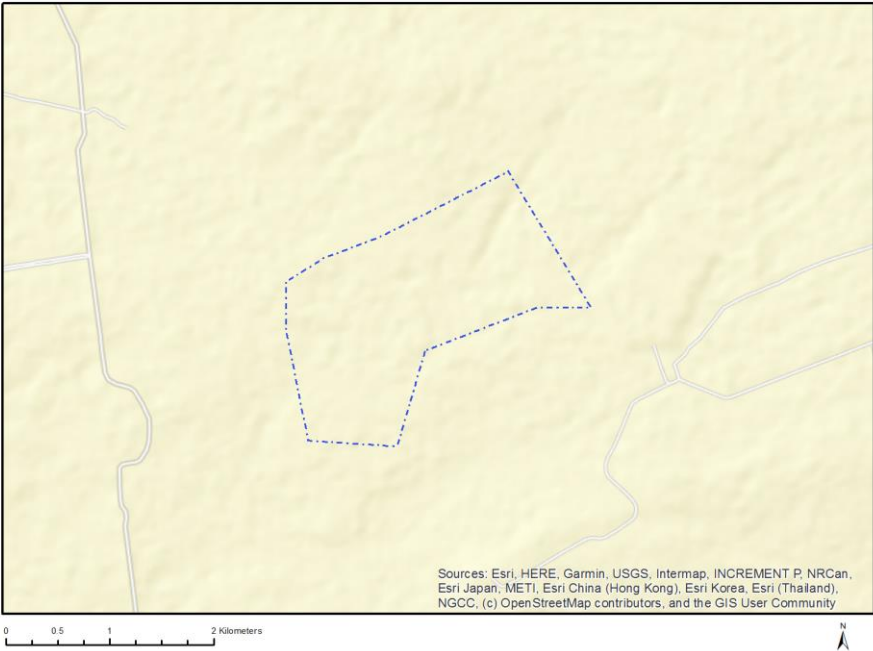 Sources: Esri, HERE, Garmin, USGS, Intermap, INCREMENT P, NRCan,
Esri Japan, METI, Esri China (Hong Kong), Esri Korea, Esri (Thailand),
NGCC, (c) OpenStreetMap contributors, and the GIS User Community
0 0.5 1 2 Kilometers
N